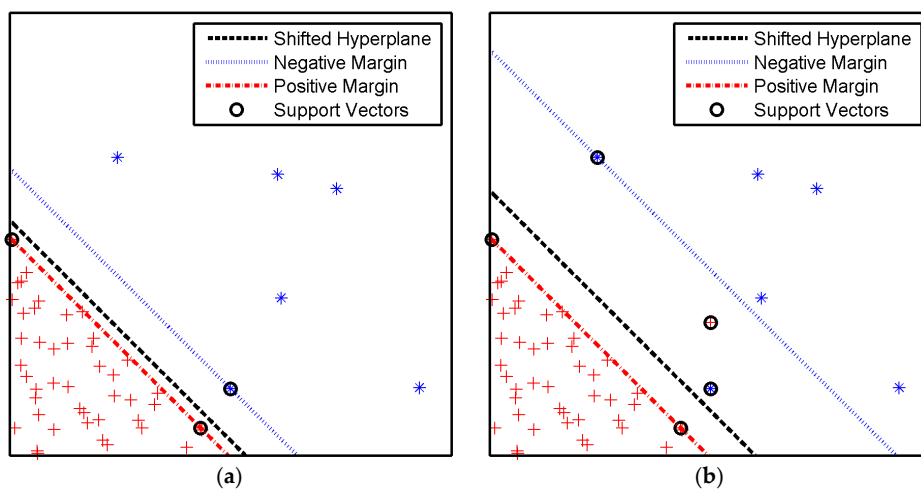 Shifted Hyperplane
Negative Margin
Positive Margin
Support Vectors
Shifted Hyperplane
Negative Margin
Positive Margin
Support Vectors
(a)
(b)